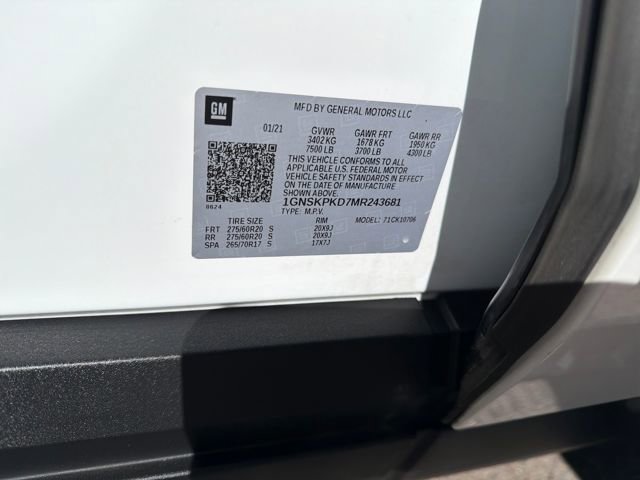 GM
MFD BY GENERAL MOTORS LLC
01/21 GVWR GAWR FRT GAWR RR
3402 KG 1678 KG 1950 KG
7500 LB 3700 LB 4300 LB
THIS VEHICLE CONFORMS TO ALL
APPLICABLE U.S. FEDERAL MOTOR
VEHICLE SAFETY STANDARDS IN EFFECT
ON THE DATE OF MANUFACTURE
SHOWN ABOVE.
1GNSKPKD7MR243681
0624
TYPE: M.P.V. MODEL: 71CK10706
TIRE SIZE RIM
FRT 275/60R20 S 20X9J
RR 275/60R20 S 20X9J
SPA 265/70R17 S 17X7J